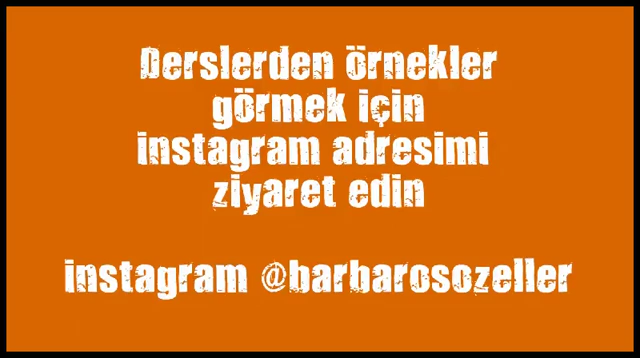 Derslerden örnekler
görmek için
instagram adresimi
ziyaret edin
instagram @barbarosozeller